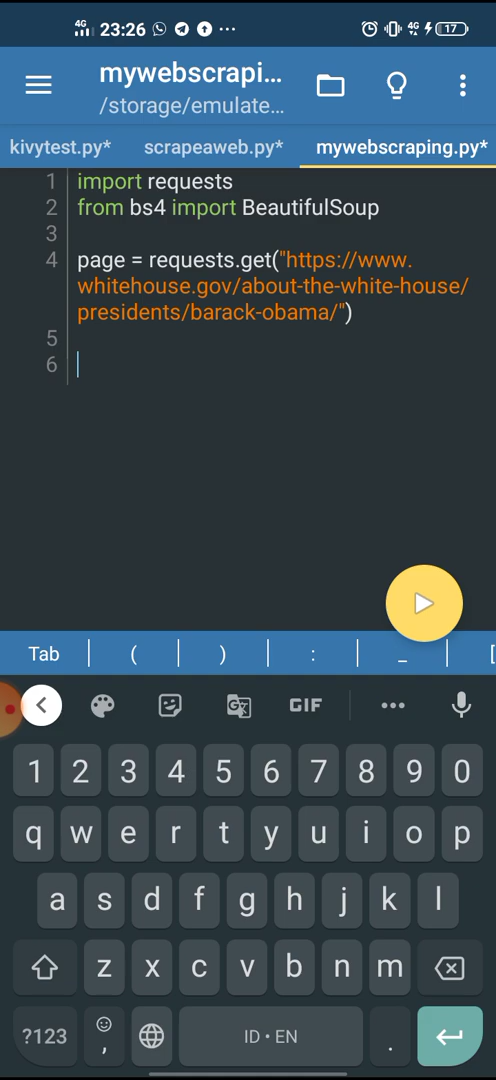 4G 23:26 4G 17
mywebscrapi...
/storage/emulate...
kivytest.py* scrapeaweb.py* mywebscraping.py*
1 import requests
2 from bs4 import BeautifulSoup
3
4 page = requests.get("https://www.
whitehouse.gov/about-the-white-house/
presidents/barack-obama/")
5
6
Tab ( ) : _ [
GIF
1 2 3 4 5 6 7 8 9 0
q w e r t y u i o p
a s d f g h j k l
z x c v b n m
?123 , ID • EN .